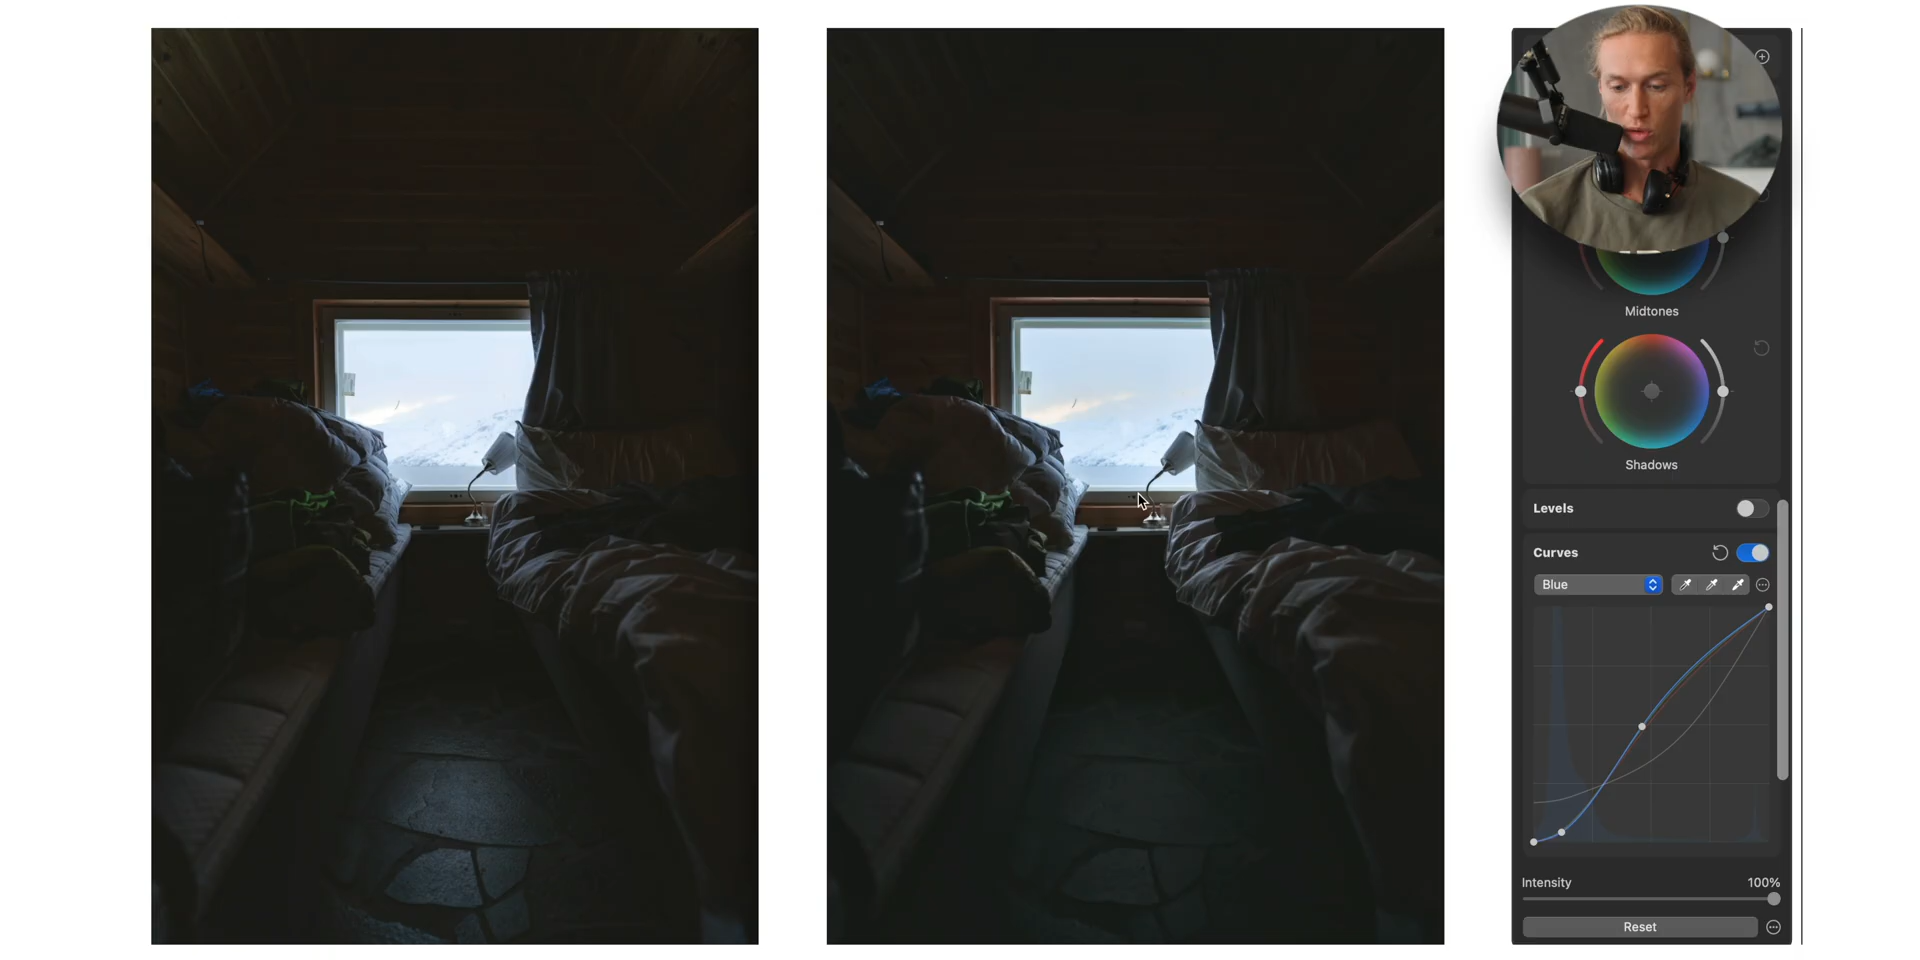 Midtones
Shadows
Levels
Curves
Blue
Intensity 100%
Reset